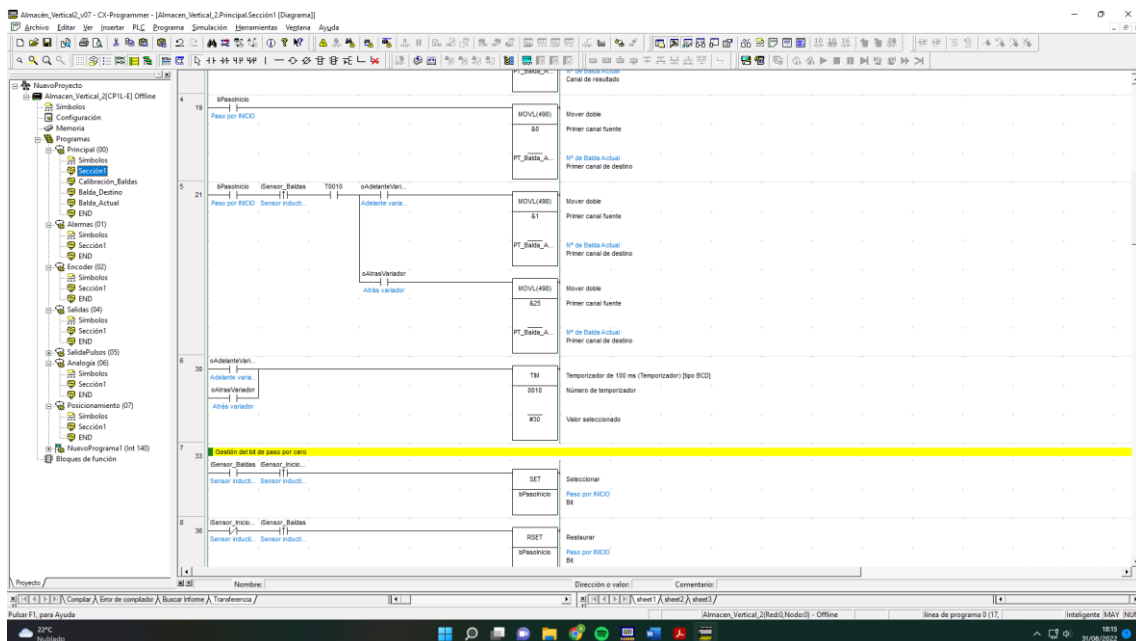 Almacén_Vertical2_v07 - CX-Programmer - [Almacen_Vertical_2.Principal.Sección1 [Diagrama]]
Archivo Editar Ver Insertar PLC Programa Simulación Herramientas Ventana Ayuda
NuevoProyecto
Almacen_Vertical_2[CP1L-E] Offline
Símbolos
Configuración
Memoria
Programas
Principal (00)
Símbolos
Sección1
Calibración_Baldas
Balda_Destino
Balda_Actual
END
Alarmas (01)
Símbolos
Sección1
END
Encoder (02)
Símbolos
Sección1
END
Salidas (04)
Símbolos
Sección1
END
SalidaPulsos (05)
Analogía (06)
Símbolos
Sección1
END
Posicionamiento (07)
Símbolos
Sección1
END
NuevoPrograma1 (Int 140)
Bloques de función
Proyecto
PT_Balda_A... Nº de Balda Actual
Canal de resultado
4
19
bPasoInicio
Paso por INICIO
MOVL(498) Mover doble
&0 Primer canal fuente
PT_Balda_A... Nº de Balda Actual
Primer canal de destino
5
21
bPasoInicio iSensor_Baldas T0010 oAdelanteVari...
Paso por INICIO Sensor inducti... Adelante varia...
MOVL(498) Mover doble
&1 Primer canal fuente
PT_Balda_A... Nº de Balda Actual
Primer canal de destino
oAtrasVariador
Atrás variador
MOVL(498) Mover doble
&25 Primer canal fuente
PT_Balda_A... Nº de Balda Actual
Primer canal de destino
6
30
oAdelanteVari...
Adelante varia...
oAtrasVariador
Atrás variador
TIM Temporizador de 100 ms (Temporizador) [tipo BCD]
0010 Número de temporizador
#30 Valor seleccionado
7
33
Gestión del bit de paso por cero
iSensor_Baldas iSensor_Inicio...
Sensor inducti... Sensor inducti...
SET Seleccionar
bPasoInicio Paso por INICIO
Bit
8
36
iSensor_Inicio... iSensor_Baldas
Sensor inducti... Sensor inducti...
RSET Restaurar
bPasoInicio Paso por INICIO
Bit
Nombre: Dirección o valor: Comentario:
Compilar Error de compilador Buscar Informe Transferencia
sheet1 sheet2 sheet3
Pulsar F1, para Ayuda
Almacen_Vertical_2(Red:0,Nodo:0) - Offline
línea de programa 0 (17,
Inteligente MAY NUM
22°C
Nublado
18:15
31/08/2022